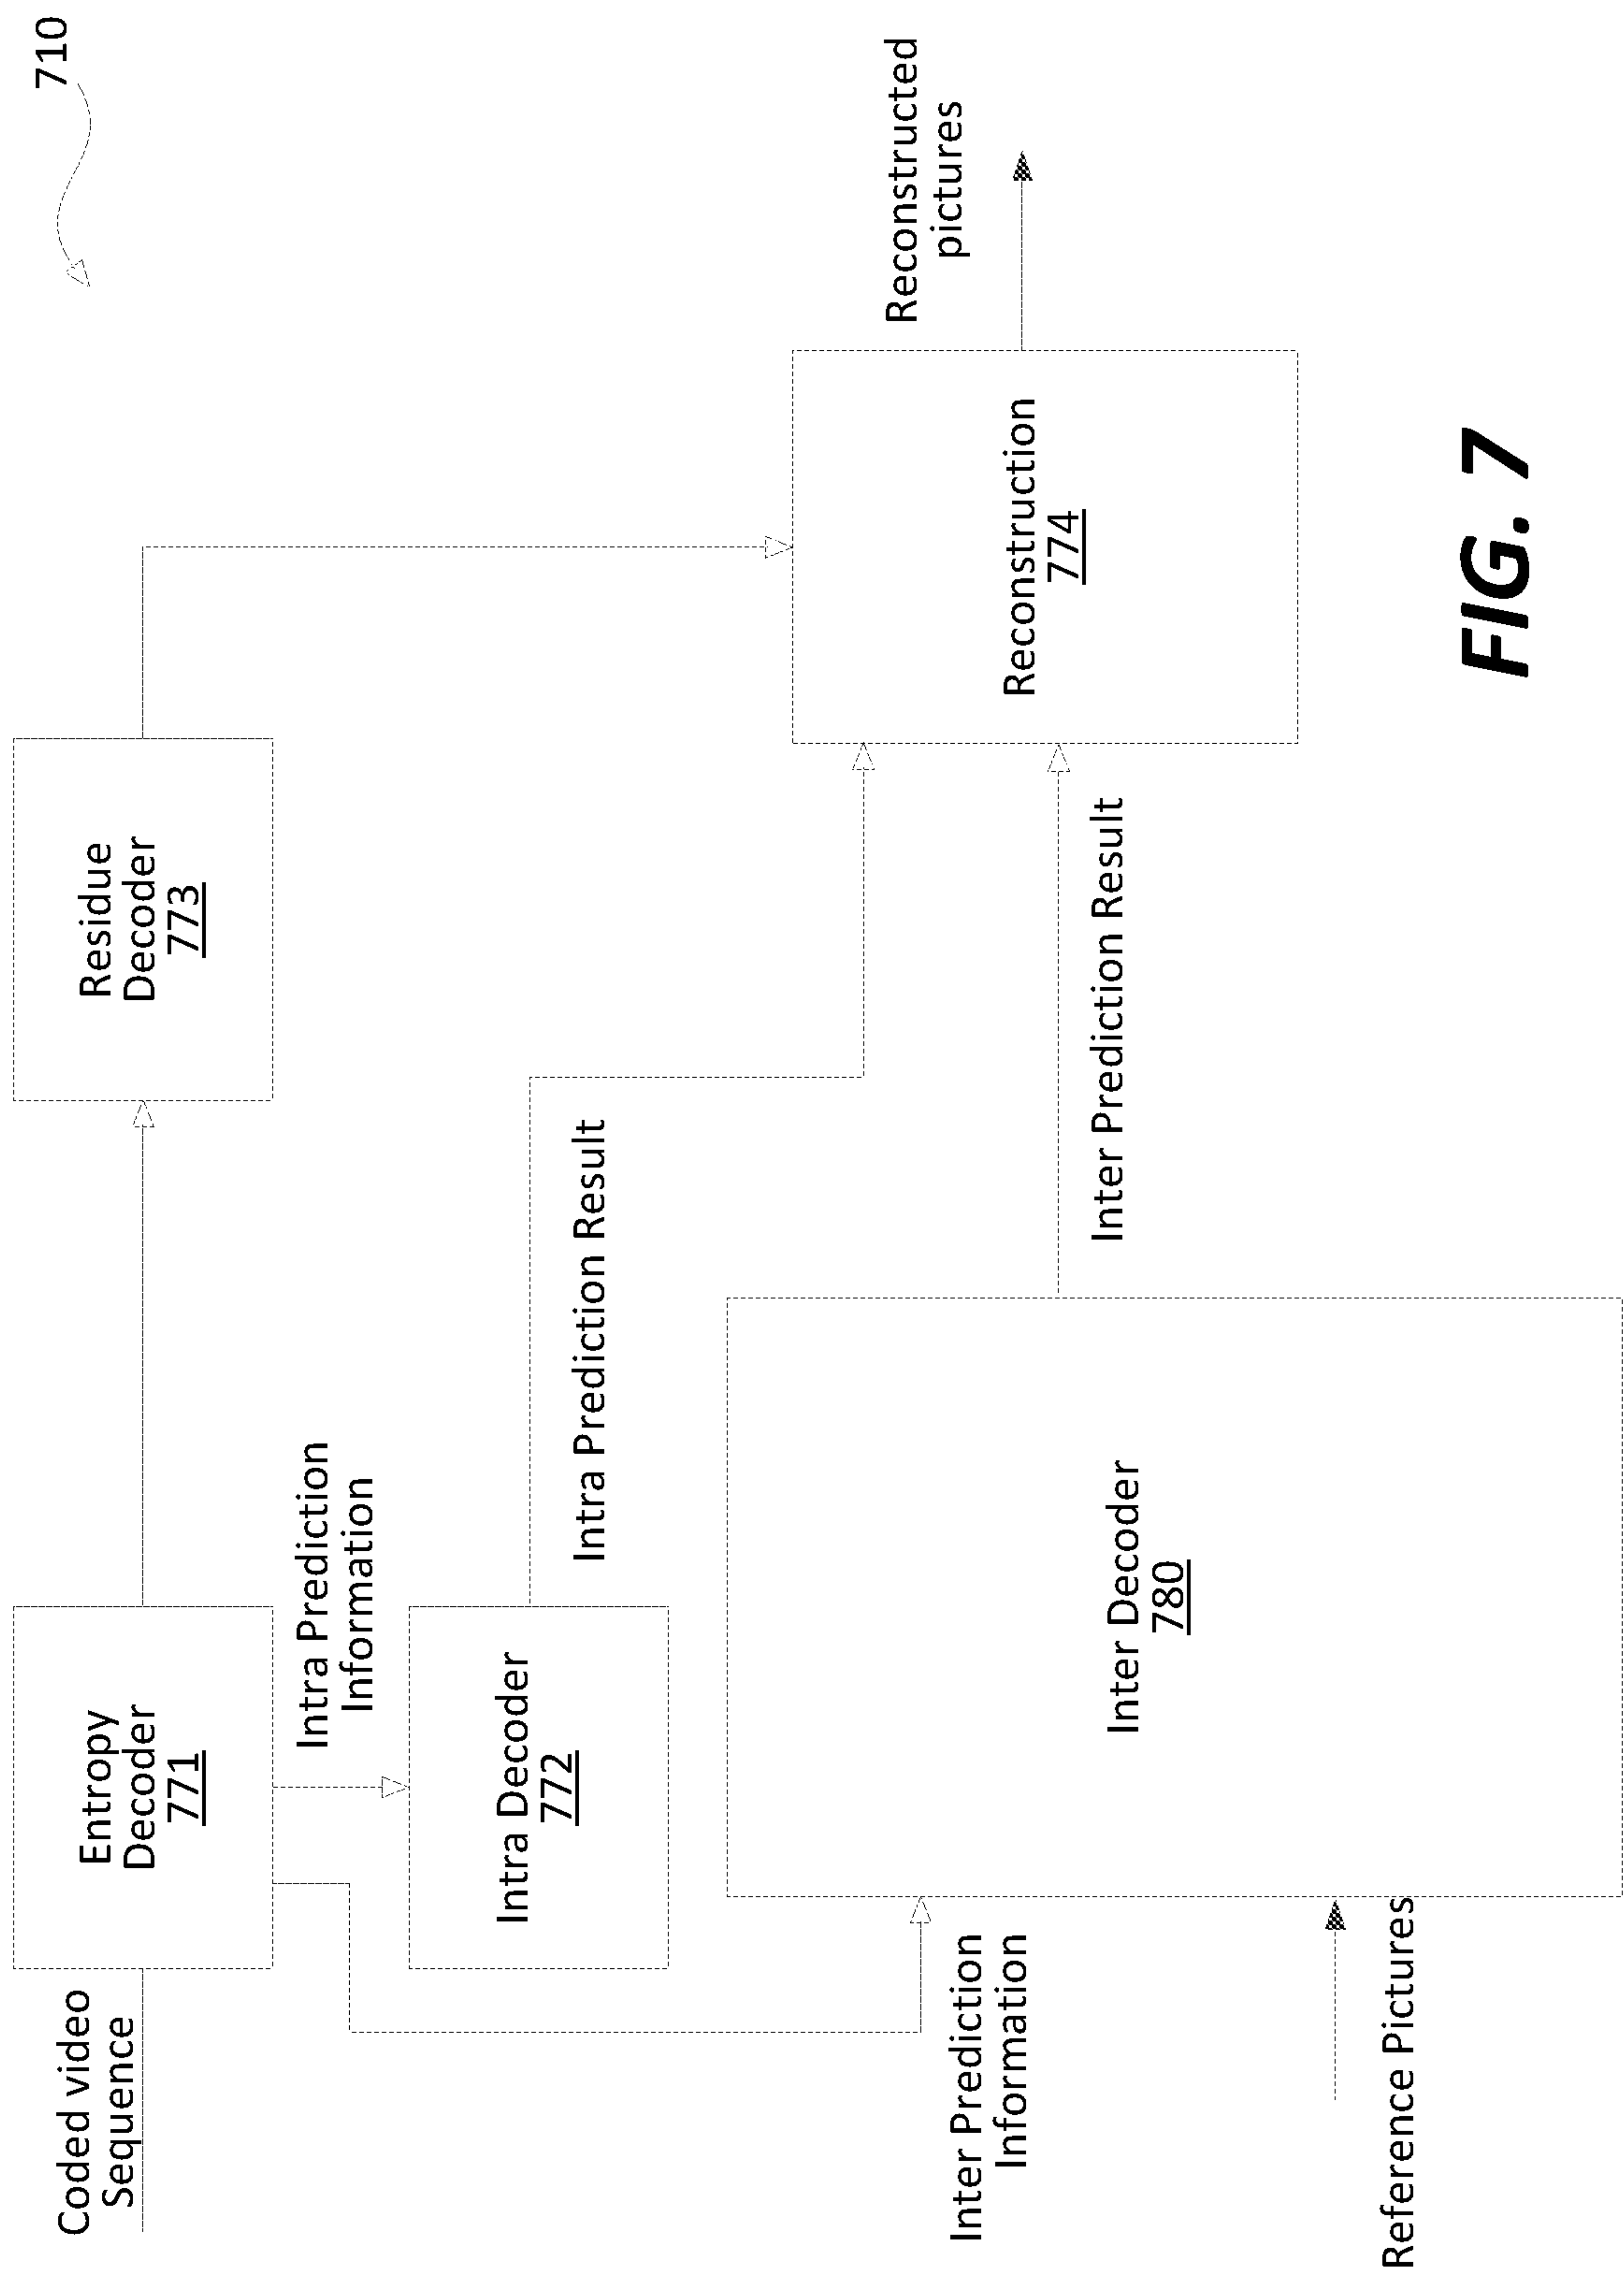 710
Coded video
Sequence
Entropy
Decoder
771
Residue
Decoder
773
Intra Prediction
Information
Intra Decoder
772
Intra Prediction Result
Reconstructed
pictures
Reconstruction
774
Inter Prediction
Information
Inter Decoder
780
Inter Prediction Result
Reference Pictures
FIG. 7